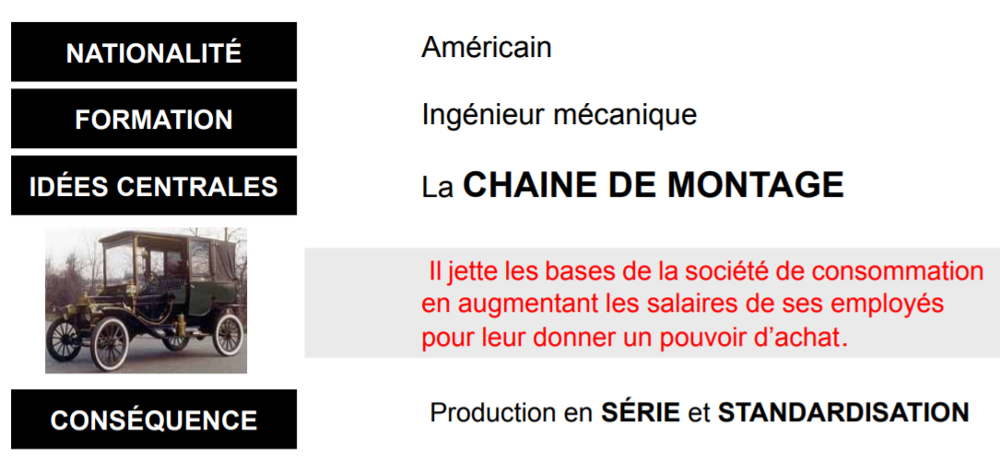 NATIONALITÉ
Américain
FORMATION
Ingénieur mécanique
IDÉES CENTRALES
La CHAINE DE MONTAGE
Il jette les bases de la société de consommation
en augmentant les salaires de ses employés
pour leur donner un pouvoir d’achat.
CONSÉQUENCE
Production en SÉRIE et STANDARDISATION